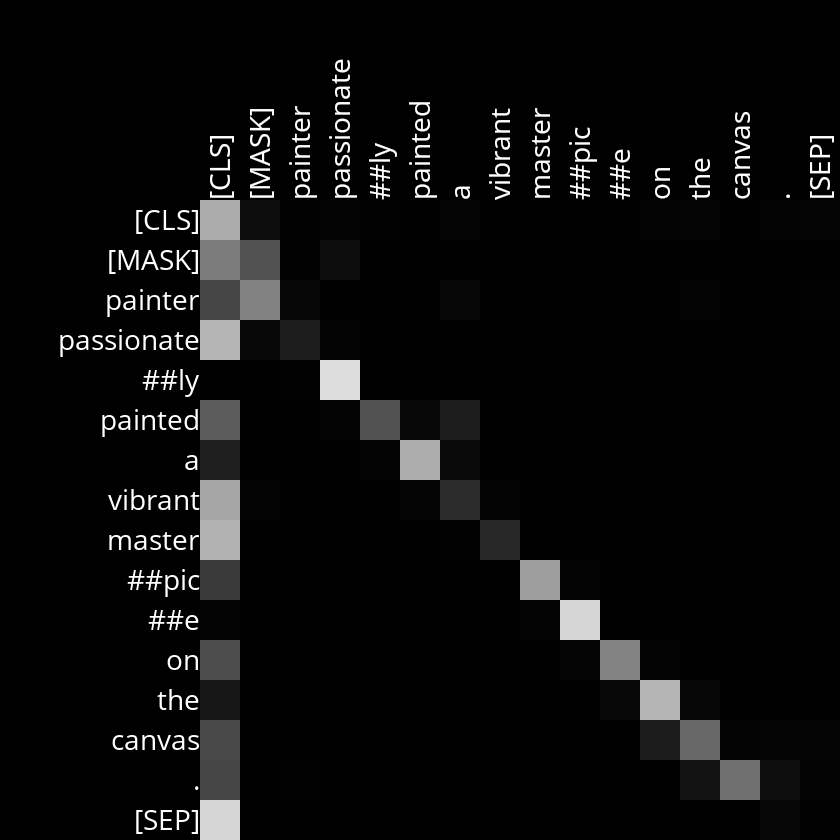 [CLS] [MASK] painter passionate ##ly painted a vibrant master ##pic ##e on the canvas . [SEP]
[CLS]
[MASK]
painter
passionate
##ly
painted
a
vibrant
master
##pic
##e
on
the
canvas
.
[SEP]